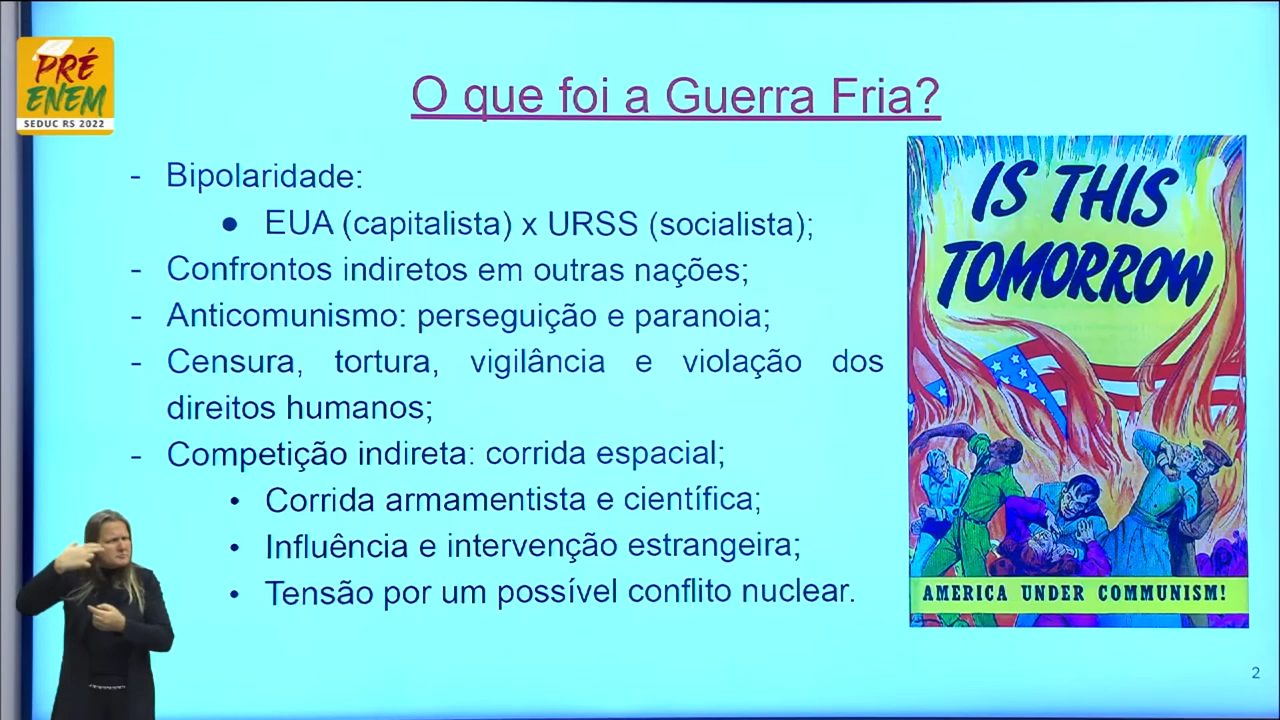 PRÉ
ENEM
SEDUC RS 2022
O que foi a Guerra Fria?
- Bipolaridade:
● EUA (capitalista) x URSS (socialista);
- Confrontos indiretos em outras nações;
- Anticomunismo: perseguição e paranoia;
- Censura, tortura, vigilância e violação dos
direitos humanos;
- Competição indireta: corrida espacial;
• Corrida armamentista e científica;
• Influência e intervenção estrangeira;
• Tensão por um possível conflito nuclear.
IS THIS
TOMORROW
AMERICA UNDER COMMUNISM!
2